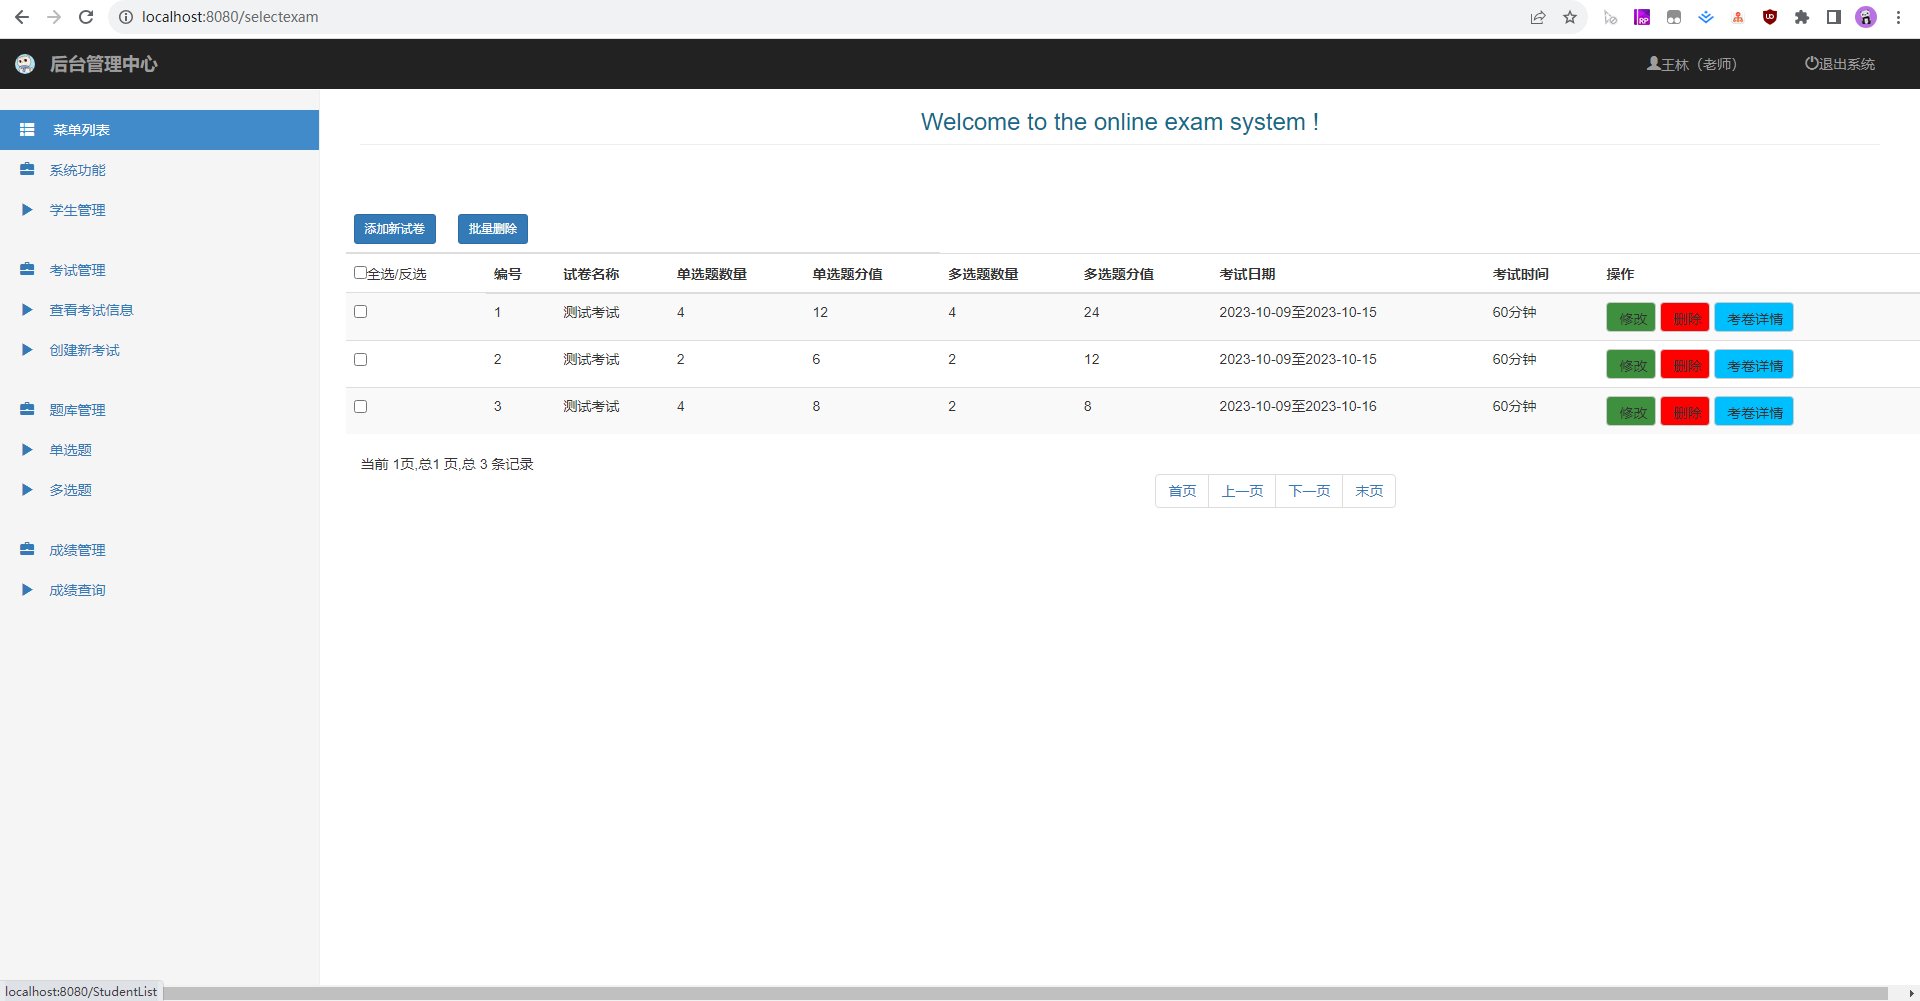 localhost:8080/selectexam
后台管理中心 王林（老师） 退出系统
菜单列表
系统功能
学生管理
考试管理
查看考试信息
创建新考试
题库管理
单选题
多选题
成绩管理
成绩查询
Welcome to the online exam system !
添加新试卷 批量删除
全选/反选 编号 试卷名称 单选题数量 单选题分值 多选题数量 多选题分值 考试日期 考试时间 操作
1 测试考试 4 12 4 24 2023-10-09至2023-10-15 60分钟 修改 删除 考卷详情
2 测试考试 2 6 2 12 2023-10-09至2023-10-15 60分钟 修改 删除 考卷详情
3 测试考试 4 8 2 8 2023-10-09至2023-10-16 60分钟 修改 删除 考卷详情
当前 1页,总1 页,总 3 条记录
首页 上一页 下一页 末页
localhost:8080/StudentList